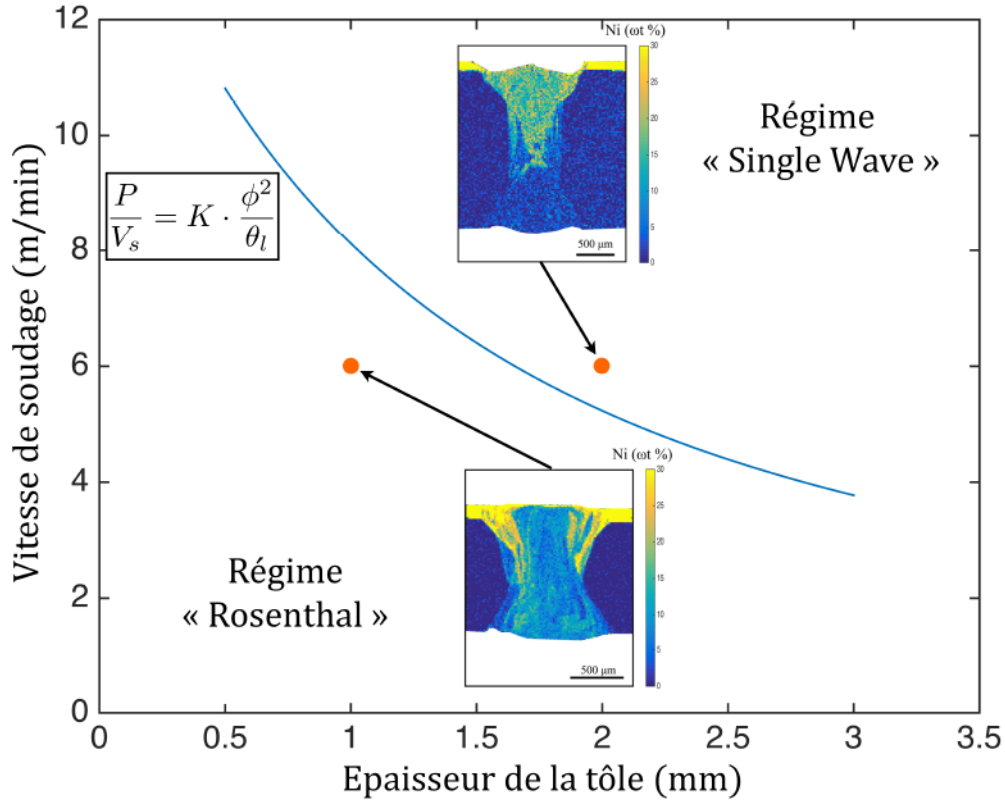 12
10
8
6
4
2
0
0
0.5
1
1.5
2
2.5
3
3.5
Vitesse de soudage (m/min)
Epaisseur de la tôle (mm)
P/V_s = K · ϕ²/θ_l
Ni (ωt %)
30
25
20
15
10
5
0
500 μm
Régime
« Single Wave »
Régime
« Rosenthal »
Ni (ωt %)
30
25
20
15
10
5
0
500 μm